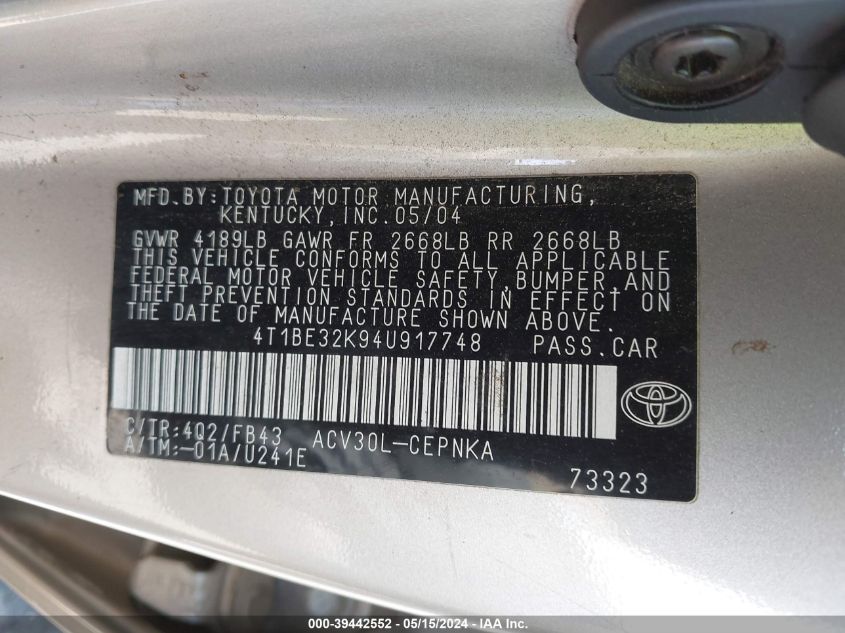 MFD.BY:TOYOTA MOTOR MANUFACTURING,
KENTUCKY,INC.05/04
GVWR 4189LB GAWR FR 2668LB RR 2668LB
THIS VEHICLE CONFORMS TO ALL APPLICABLE
FEDERAL MOTOR VEHICLE SAFETY,BUMPER,AND
THEFT PREVENTION STANDARDS IN EFFECT ON
THE DATE OF MANUFACTURE SHOWN ABOVE.
4T1BE32K94U917748 PASS.CAR
C/TR:4Q2/FB43 ACV30L-CEPNKA
A/TM:-01A/U241E
73323
000-39442552 - 05/15/2024 - IAA Inc.